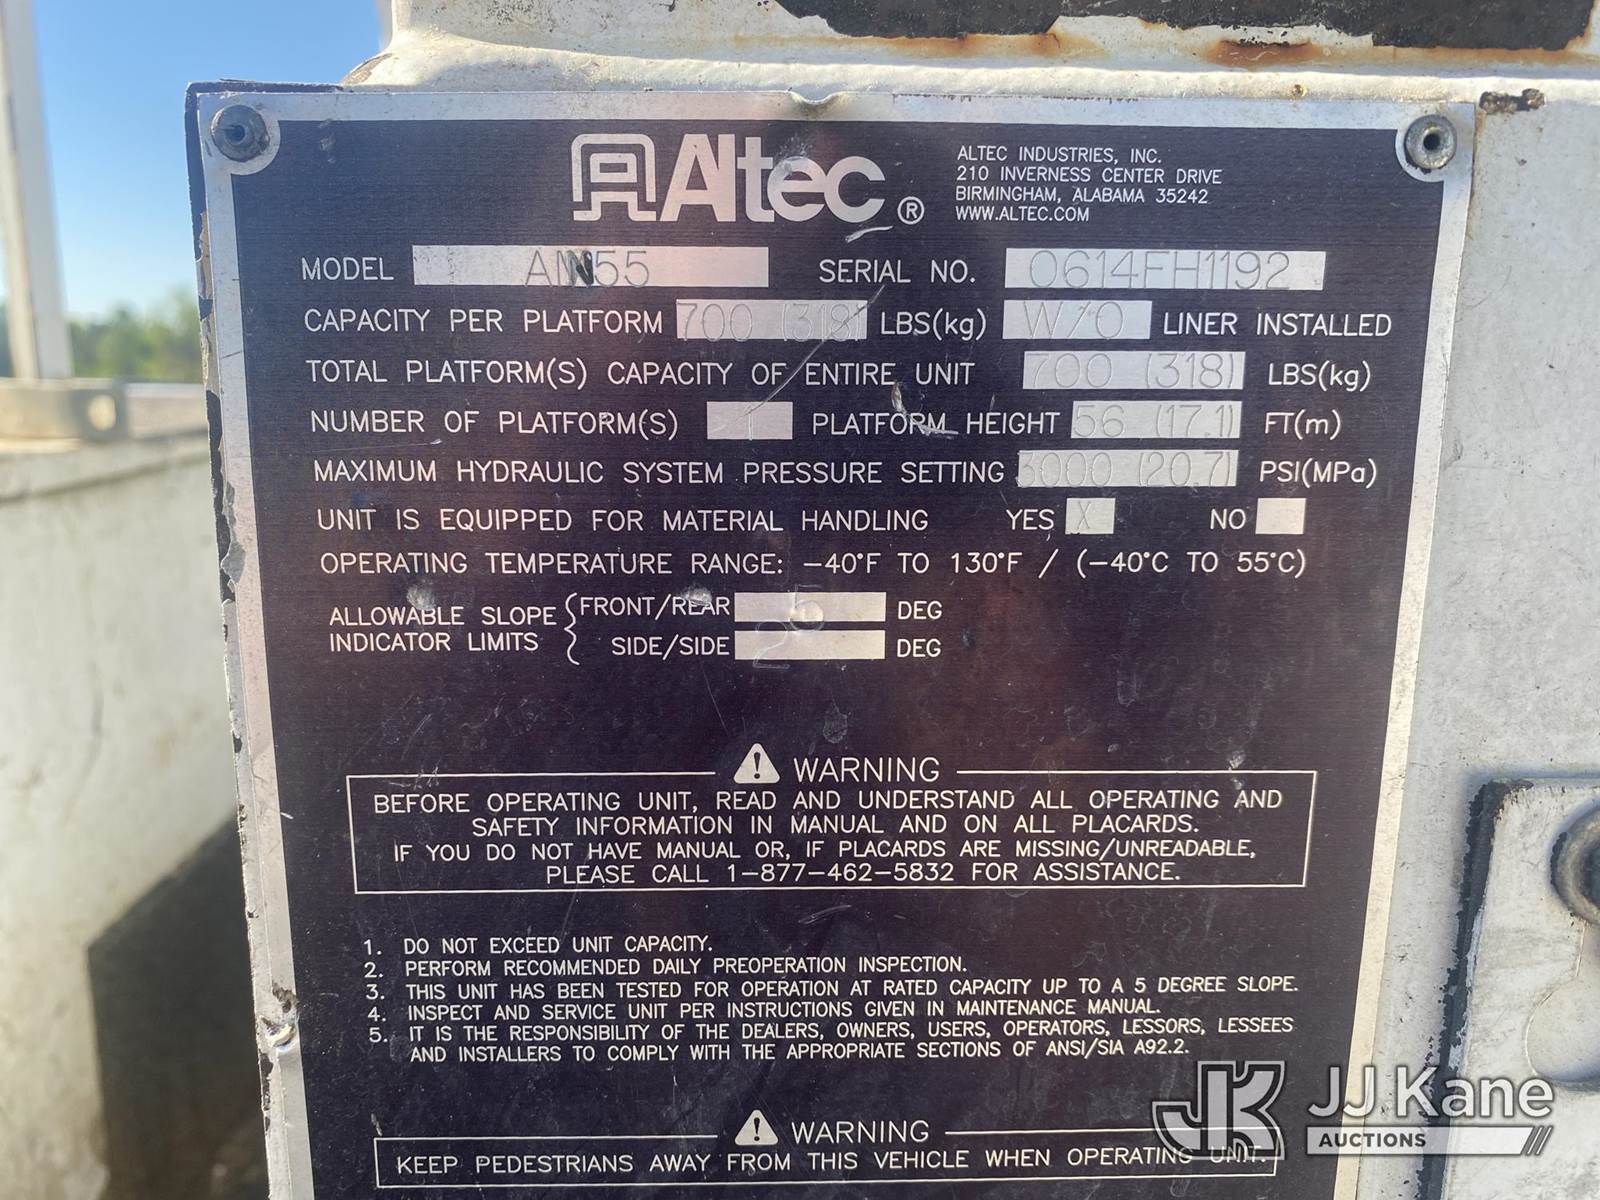 Altec ®
ALTEC INDUSTRIES, INC.
210 INVERNESS CENTER DRIVE
BIRMINGHAM, ALABAMA 35242
WWW.ALTEC.COM
MODEL SERIAL NO. 0614FH1192
CAPACITY PER PLATFORM 700 (318) LBS(kg) W/O LINER INSTALLED
TOTAL PLATFORM(S) CAPACITY OF ENTIRE UNIT 700 (318) LBS(kg)
NUMBER OF PLATFORM(S) 1 PLATFORM HEIGHT 56 (17.1) FT(m)
MAXIMUM HYDRAULIC SYSTEM PRESSURE SETTING 3000 (20.7) PSI(MPa)
UNIT IS EQUIPPED FOR MATERIAL HANDLING YES X NO
OPERATING TEMPERATURE RANGE: -40°F TO 130°F / (-40°C TO 55°C)
ALLOWABLE SLOPE INDICATOR LIMITS
FRONT/REAR 5 DEG
SIDE/SIDE DEG
WARNING
BEFORE OPERATING UNIT, READ AND UNDERSTAND ALL OPERATING AND
SAFETY INFORMATION IN MANUAL AND ON ALL PLACARDS.
IF YOU DO NOT HAVE MANUAL OR, IF PLACARDS ARE MISSING/UNREADABLE,
PLEASE CALL 1-877-462-5832 FOR ASSISTANCE.
1. DO NOT EXCEED UNIT CAPACITY.
2. PERFORM RECOMMENDED DAILY PREOPERATION INSPECTION.
3. THIS UNIT HAS BEEN TESTED FOR OPERATION AT RATED CAPACITY UP TO A 5 DEGREE SLOPE.
4. INSPECT AND SERVICE UNIT PER INSTRUCTIONS GIVEN IN MAINTENANCE MANUAL.
5. IT IS THE RESPONSIBILITY OF THE DEALERS, OWNERS, USERS, OPERATORS, LESSORS, LESSEES
AND INSTALLERS TO COMPLY WITH THE APPROPRIATE SECTIONS OF ANSI/SIA A92.2.
WARNING
KEEP PEDESTRIANS AWAY FROM THIS VEHICLE WHEN OPERATING UNIT.
JK JJ Kane
AUCTIONS